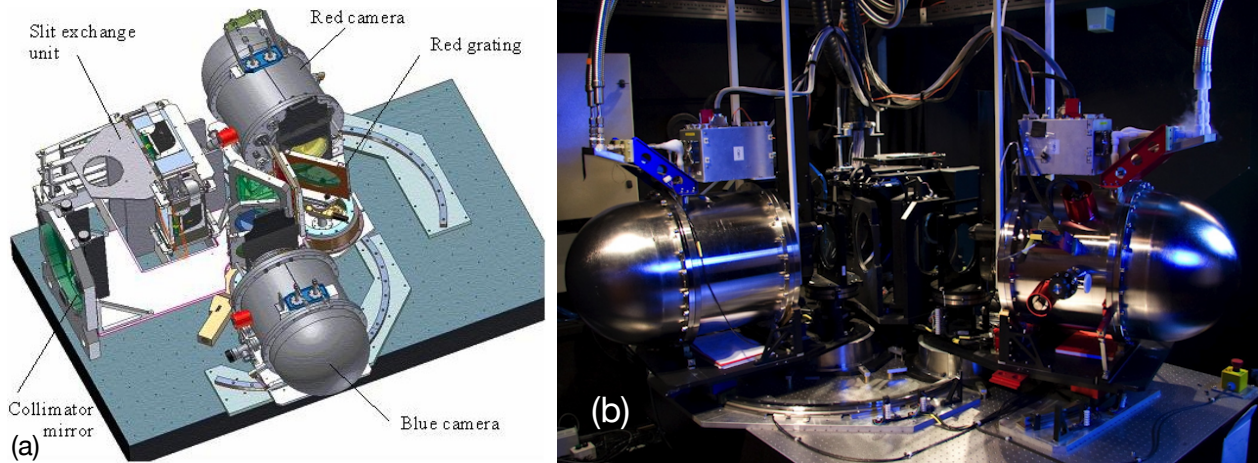 Red camera
Slit exchange
unit
Red grating
Collimator
mirror
Blue camera
(a)
(b)